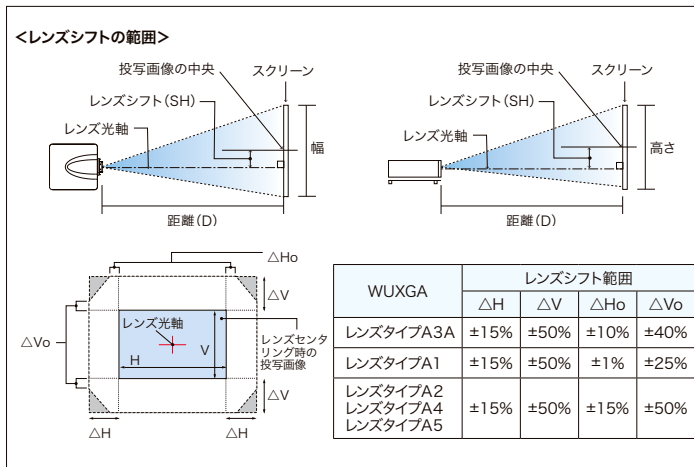 <レンズシフトの範囲>
投写画像の中央
スクリーン
レンズシフト(SH)
レンズ光軸
幅
距離(D)
投写画像の中央
スクリーン
レンズシフト(SH)
レンズ光軸
高さ
距離(D)
△Ho
△V
△Vo
レンズ光軸
H
V
レンズセンタ
リング時の
投写画像
△V
△H
△H
WUXGA
レンズシフト範囲
△H △V △Ho △Vo
レンズタイプA3A ±15% ±50% ±10% ±40%
レンズタイプA1 ±15% ±50% ±1% ±25%
レンズタイプA2
レンズタイプA4 ±15% ±50% ±15% ±50%
レンズタイプA5